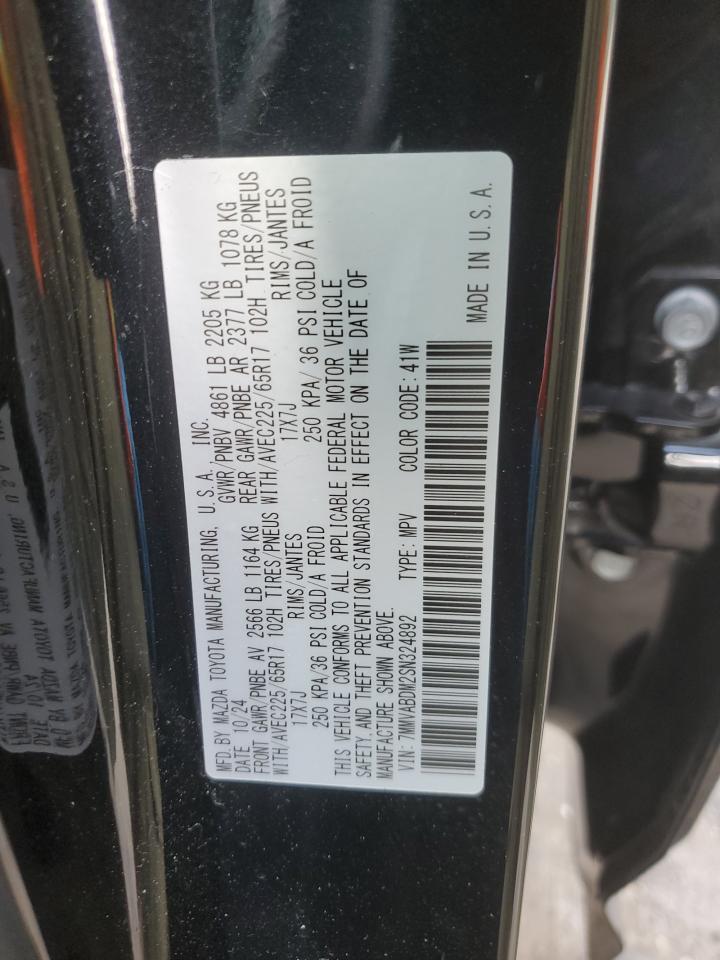 MFD. BY MAZDA TOYOTA MANUFACTURING, U.S.A. INC.
DATE 10/24 GVWR/PNBV 4861 LB 2205 KG
FRONT GAWR/PNBE AV 2566 LB 1164 KG REAR GAWR/PNBE AR 2377 LB 1078 KG
WITH/AVEC225/65R17 102H TIRES/PNEUS WITH/AVEC225/65R17 102H TIRES/PNEUS
17X7J RIMS/JANTES 17X7J RIMS/JANTES
250 KPA/36 PSI COLD/A FROID 250 KPA/ 36 PSI COLD/A FROID
THIS VEHICLE CONFORMS TO ALL APPLICABLE FEDERAL MOTOR VEHICLE
SAFETY,AND THEFT PREVENTION STANDARDS IN EFFECT ON THE DATE OF
MANUFACTURE SHOWN ABOVE.
VIN: 7MMVABDM2SN324892 TYPE: MPV COLOR CODE: 41W
MADE IN U.S.A.